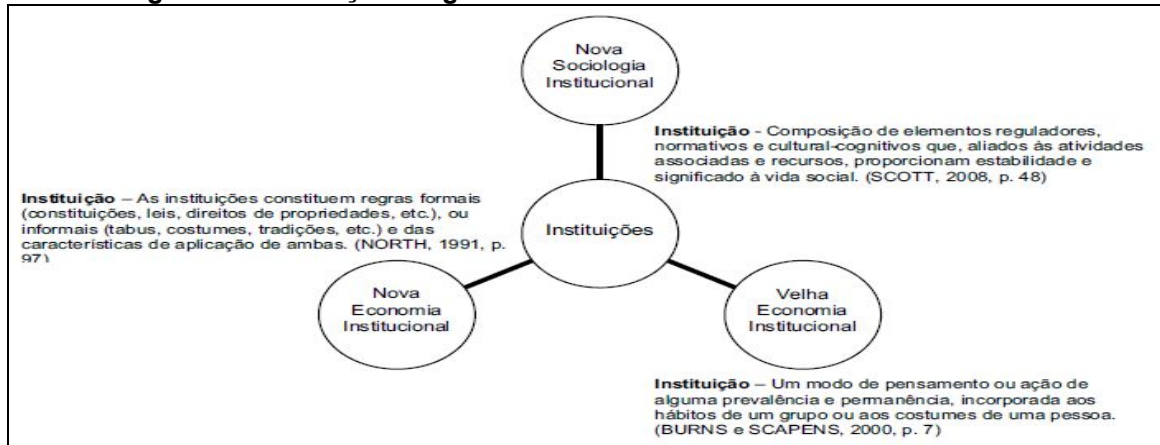 Nova
Sociologia
Institucional
Instituição - Composição de elementos reguladores,
normativos e cultural-cognitivos que, aliados às atividades
associadas e recursos, proporcionam estabilidade e
significado à vida social. (SCOTT, 2008, p. 48)
Instituição – As instituições constituem regras formais
(constituições, leis, direitos de propriedades, etc.), ou
informais (tabus, costumes, tradições, etc.) e das
características de aplicação de ambas. (NORTH, 1991, p.
97)
Instituições
Nova
Economia
Institucional
Velha
Economia
Institucional
Instituição – Um modo de pensamento ou ação de
alguma prevalência e permanência, incorporada aos
hábitos de um grupo ou aos costumes de uma pessoa.
(BURNS e SCAPENS, 2000, p. 7)